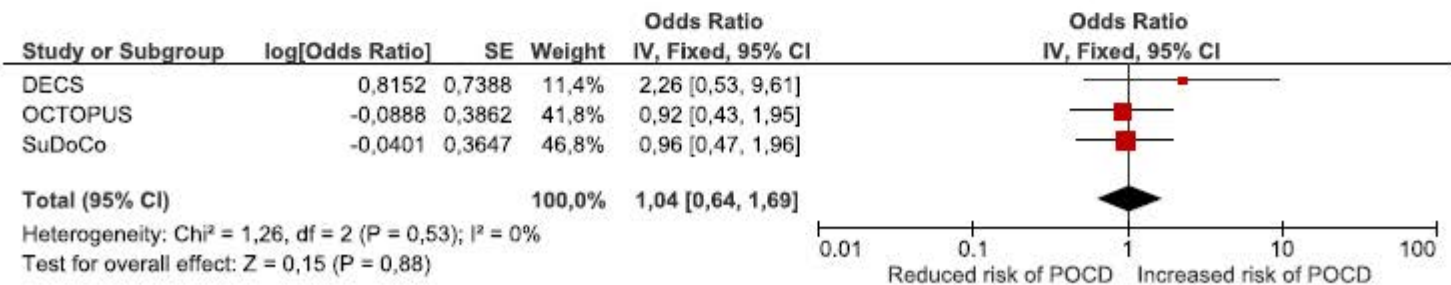 Odds Ratio Odds Ratio
Study or Subgroup log[Odds Ratio] SE Weight IV, Fixed, 95% CI IV, Fixed, 95% CI
DECS 0,8152 0,7388 11,4% 2,26 [0,53, 9,61]
OCTOPUS -0,0888 0,3862 41,8% 0,92 [0,43, 1,95]
SuDoCo -0,0401 0,3647 46,8% 0,96 [0,47, 1,96]
Total (95% CI) 100,0% 1,04 [0,64, 1,69]
Heterogeneity: Chi² = 1,26, df = 2 (P = 0,53); I² = 0%
Test for overall effect: Z = 0,15 (P = 0,88)
0.01 0.1 1 10 100
Reduced risk of POCD Increased risk of POCD